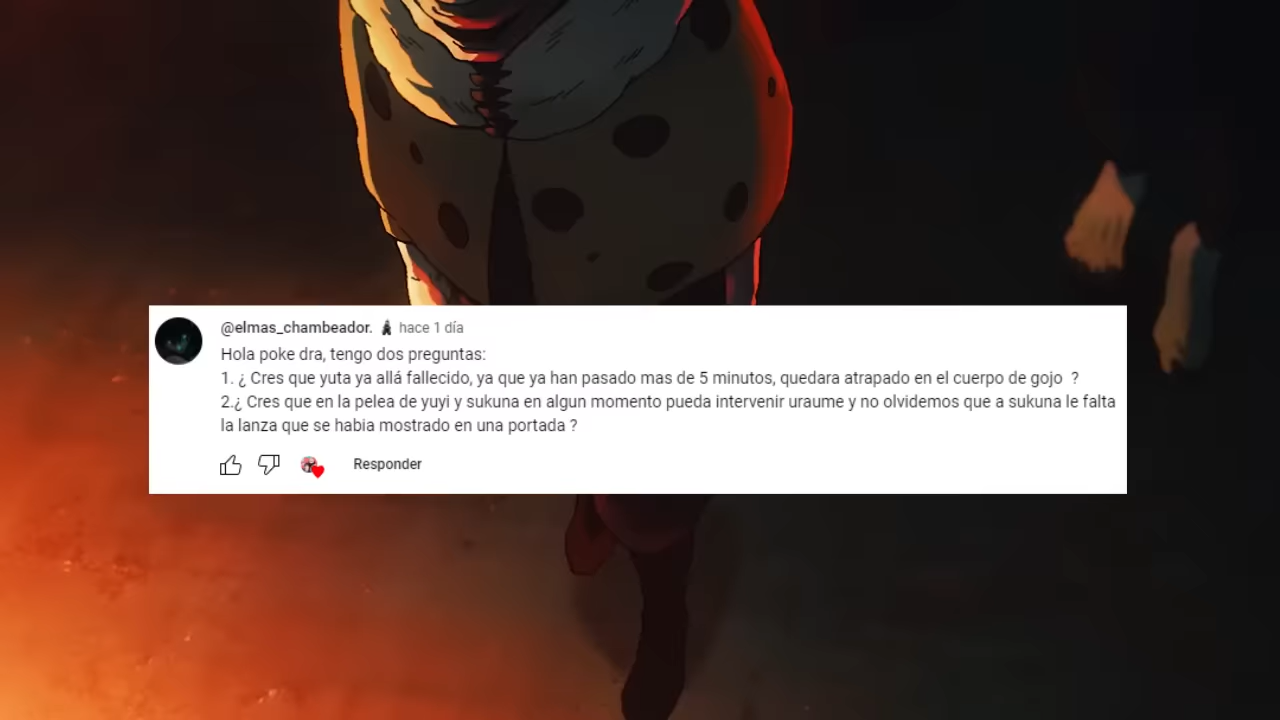 @elmas_chambeador. hace 1 día
Hola poke dra, tengo dos preguntas:
1. ¿ Cres que yuta ya allá fallecido, ya que ya han pasado mas de 5 minutos, quedara atrapado en el cuerpo de gojo ?
2.¿ Cres que en la pelea de yuyi y sukuna en algun momento pueda intervenir uraume y no olvidemos que a sukuna le falta
la lanza que se habia mostrado en una portada ?
Responder